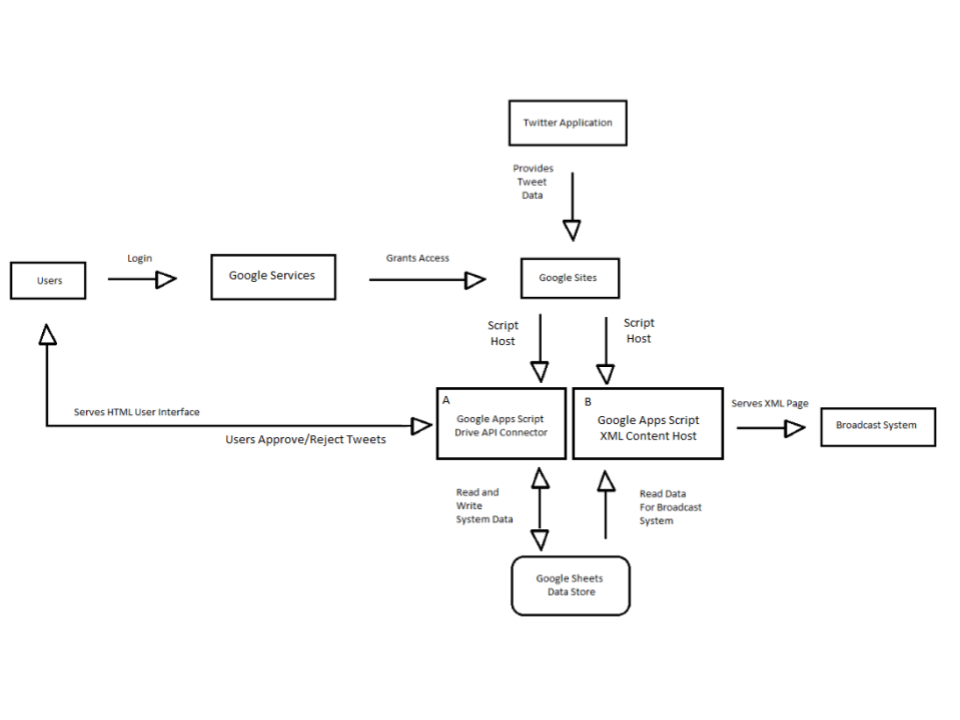 Twitter Application
Provides
Tweet
Data
Login
Grants Access
Users
Google Services
Google Sites
Script
Host
Script
Host
A
Google Apps Script
Drive API Connector
B
Google Apps Script
XML Content Host
Serves XML Page
Broadcast System
Serves HTML User Interface
Users Approve/Reject Tweets
Read and
Write
System Data
Read Data
For Broadcast
System
Google Sheets
Data Store